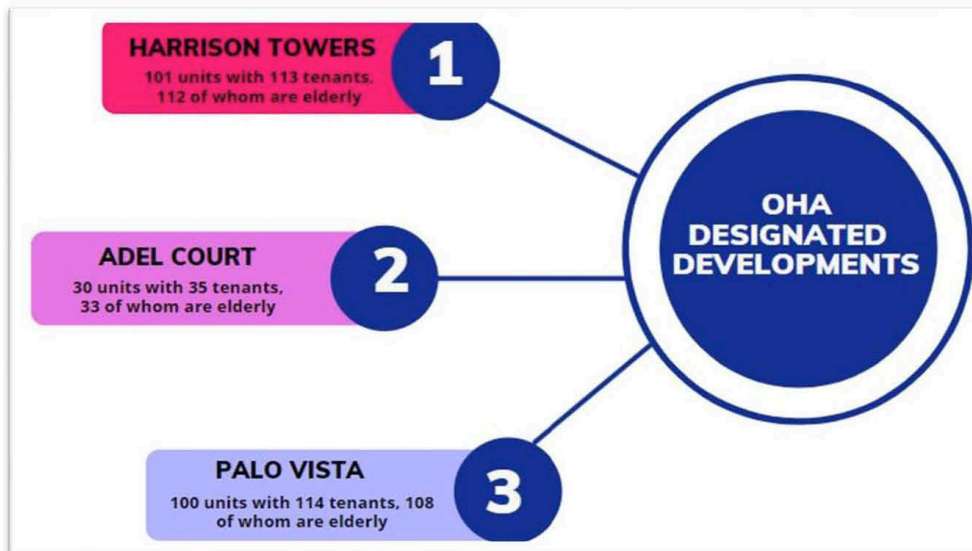 HARRISON TOWERS
101 units with 113 tenants,
112 of whom are elderly
1
ADEL COURT
30 units with 35 tenants,
33 of whom are elderly
2
PALO VISTA
100 units with 114 tenants, 108
of whom are elderly
3
OHA
DESIGNATED
DEVELOPMENTS